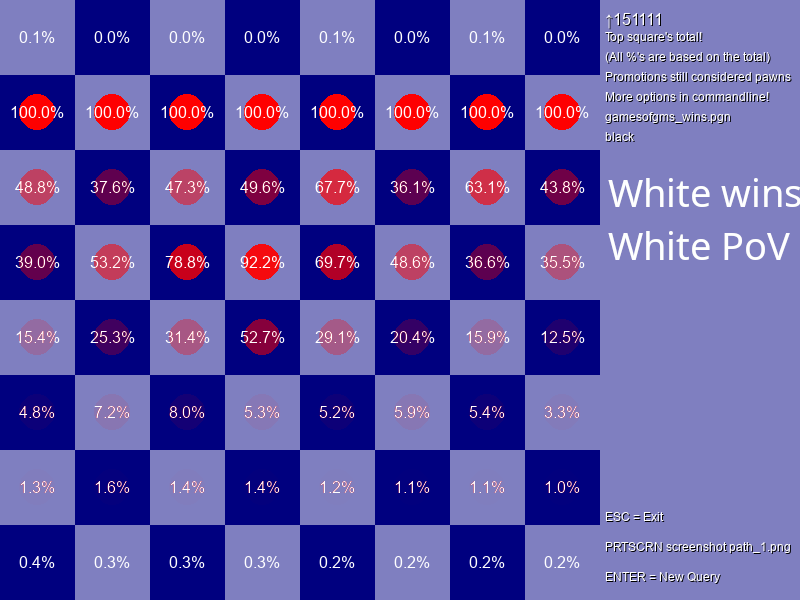 0.1% 0.0% 0.0% 0.0% 0.1% 0.0% 0.1% 0.0%
100.0% 100.0% 100.0% 100.0% 100.0% 100.0% 100.0% 100.0%
48.8% 37.6% 47.3% 49.6% 67.7% 36.1% 63.1% 43.8%
39.0% 53.2% 78.8% 92.2% 69.7% 48.6% 36.6% 35.5%
15.4% 25.3% 31.4% 52.7% 29.1% 20.4% 15.9% 12.5%
4.8% 7.2% 8.0% 5.3% 5.2% 5.9% 5.4% 3.3%
1.3% 1.6% 1.4% 1.4% 1.2% 1.1% 1.1% 1.0%
0.4% 0.3% 0.3% 0.3% 0.2% 0.2% 0.2% 0.2%
↑151111
Top square's total!
(All %'s are based on the total)
Promotions still considered pawns
More options in commandline!
gamesofgms_wins.pgn
black
White wins
White PoV
ESC = Exit
PRTSCRN screenshot path_1.png
ENTER = New Query